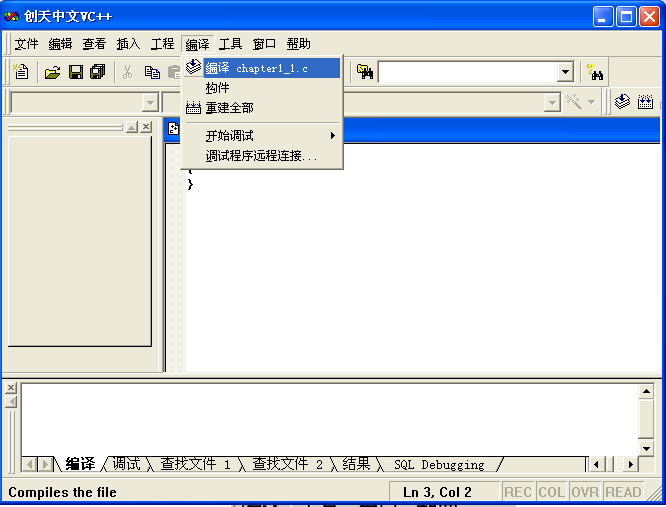 创天中文VC++
文件 编辑 查看 插入 工程 编译 工具 窗口 帮助
编译 chapter1_1.c
构件
重建全部
开始调试
调试程序远程连接...
{
}
编译 调试 查找文件 1 查找文件 2 结果 SQL Debugging
Compiles the file
Ln 3, Col 2
REC COL OVR READ